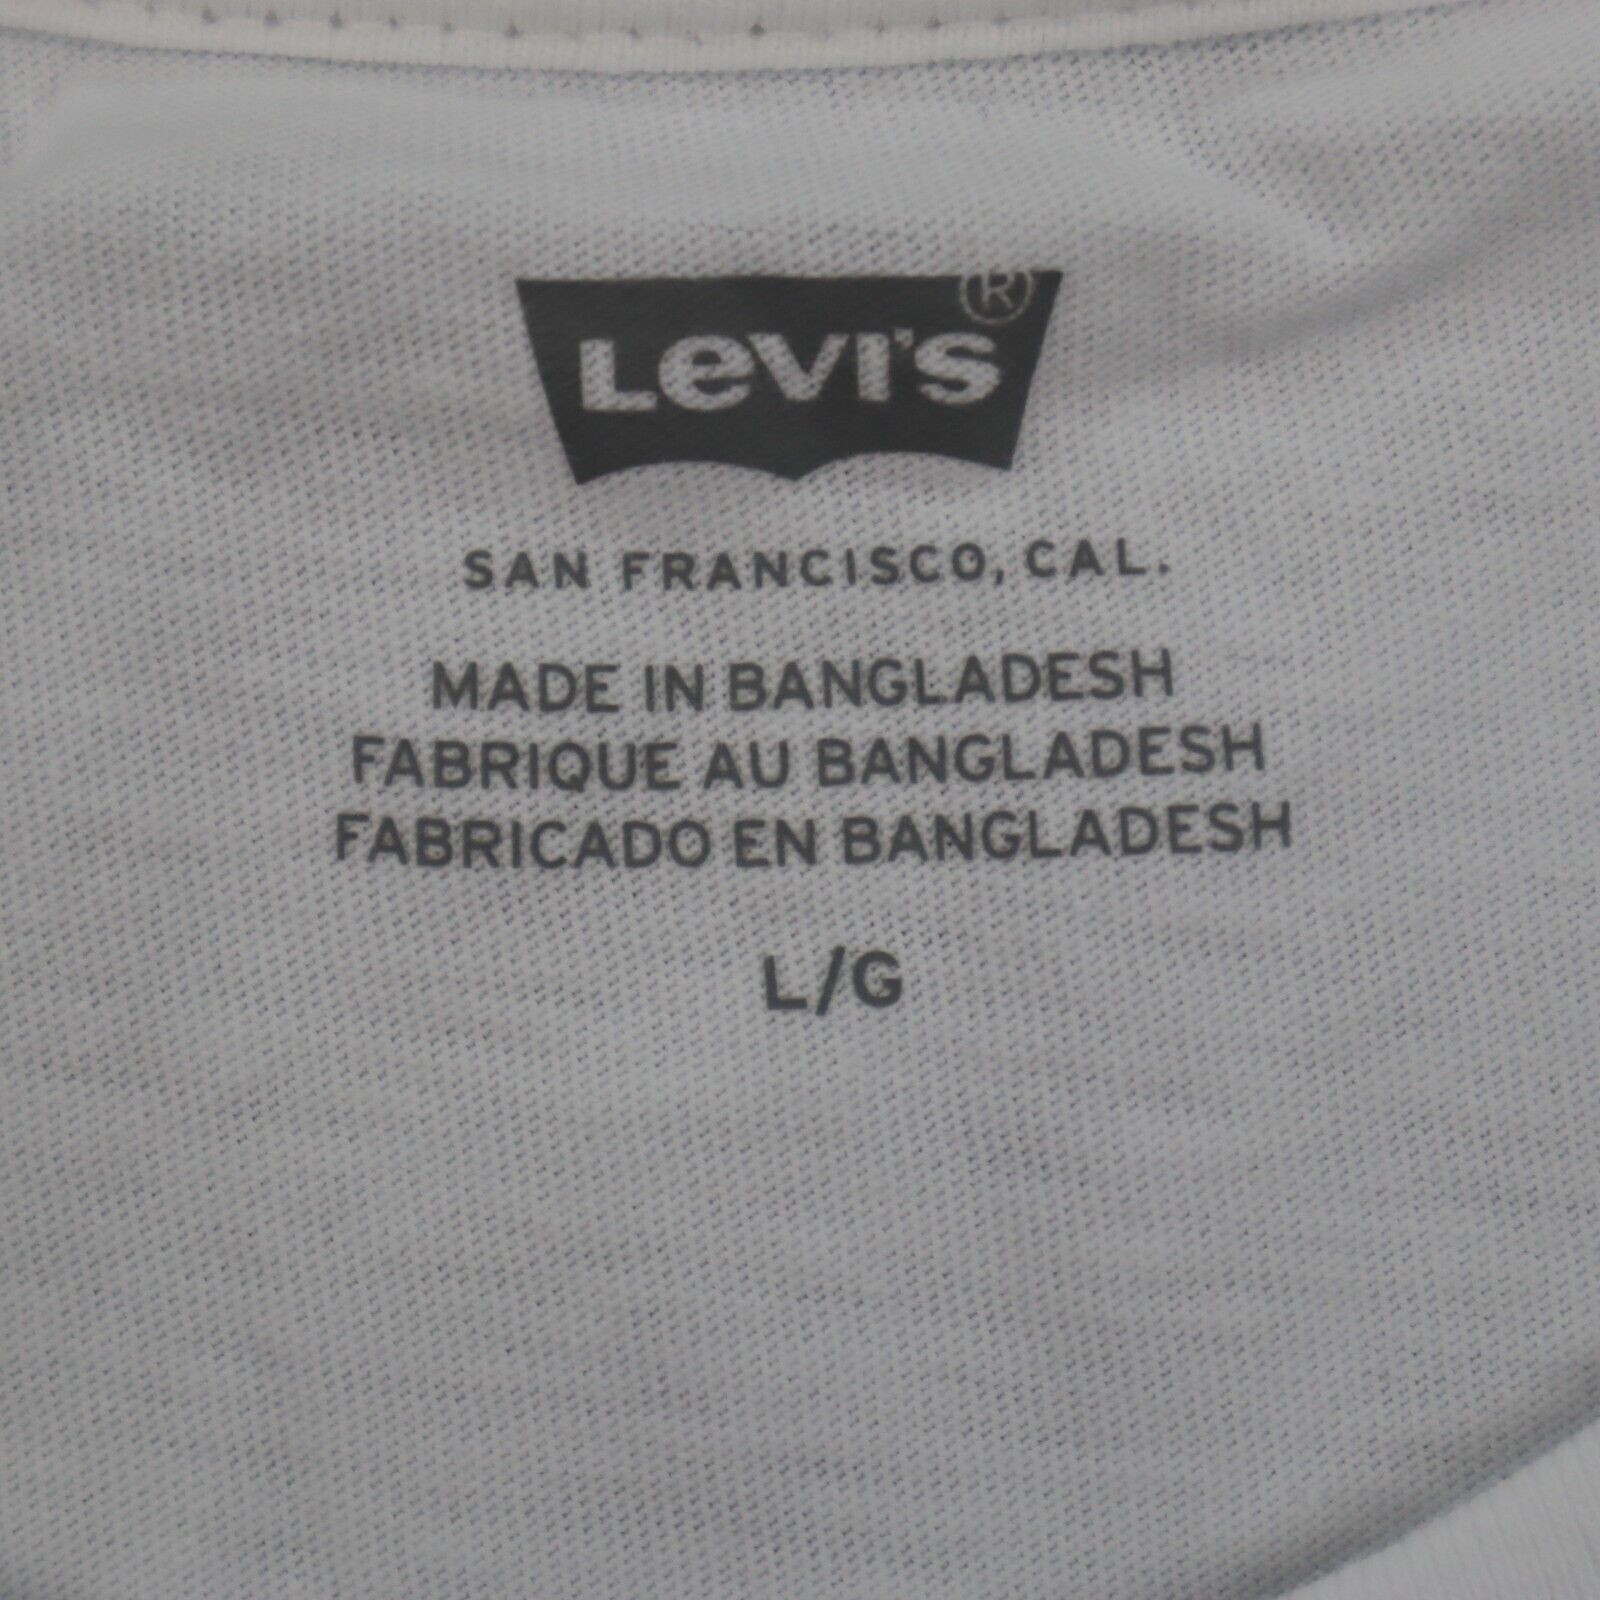 LEVI'S®
SAN FRANCISCO, CAL.
MADE IN BANGLADESH
FABRIQUE AU BANGLADESH
FABRICADO EN BANGLADESH
L/G